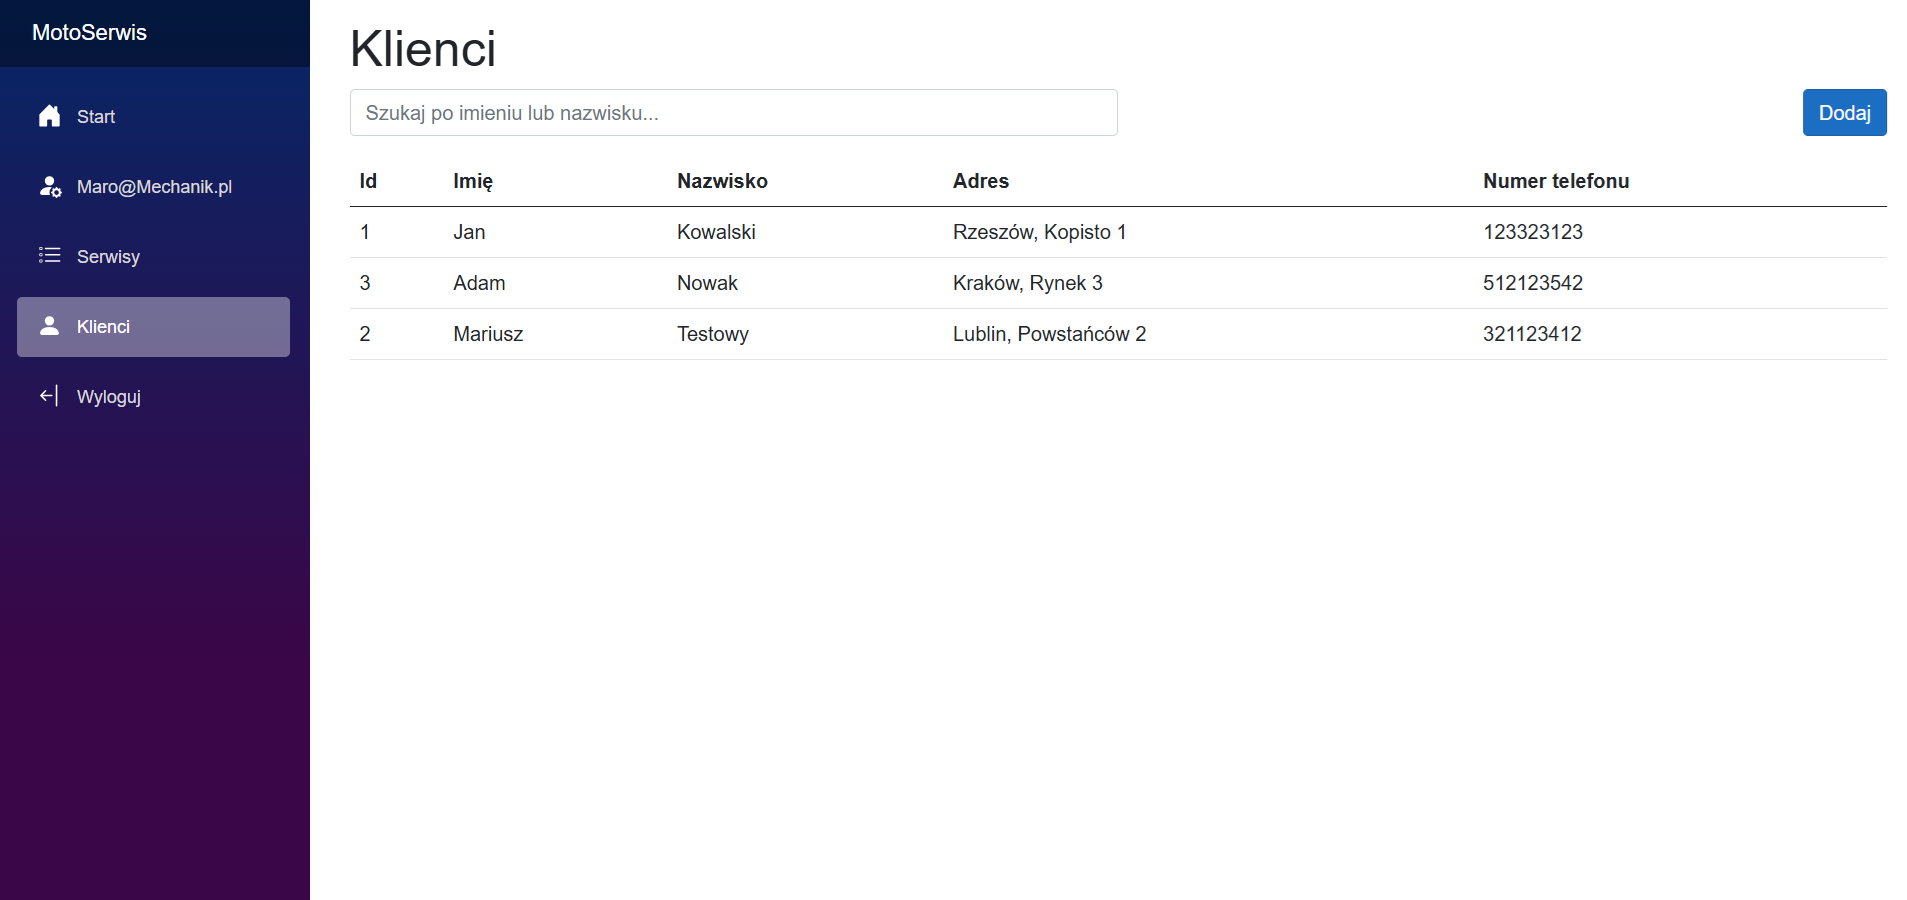 MotoSerwis
Start
Maro@Mechanik.pl
Serwisy
Klienci
Wyloguj
Klienci
Szukaj po imieniu lub nazwisku...
Dodaj
Id Imię Nazwisko Adres Numer telefonu
1 Jan Kowalski Rzeszów, Kopisto 1 123323123
3 Adam Nowak Kraków, Rynek 3 512123542
2 Mariusz Testowy Lublin, Powstańców 2 321123412